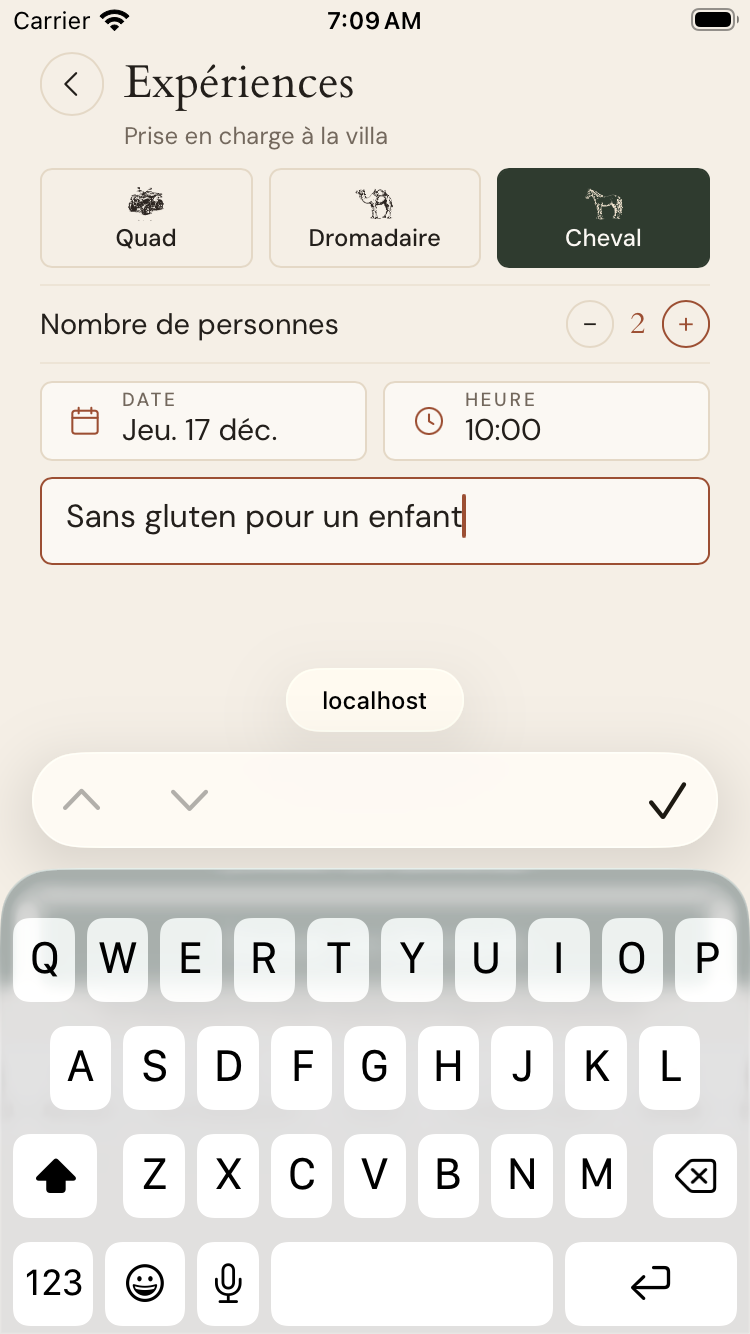 Carrier 7:09 AM
Expériences
Prise en charge à la villa
Quad Dromadaire Cheval
Nombre de personnes − 2 +
DATE HEURE
Jeu. 17 déc. 10:00
Sans gluten pour un enfant
localhost
Q W E R T Y U I O P
A S D F G H J K L
Z X C V B N M
123